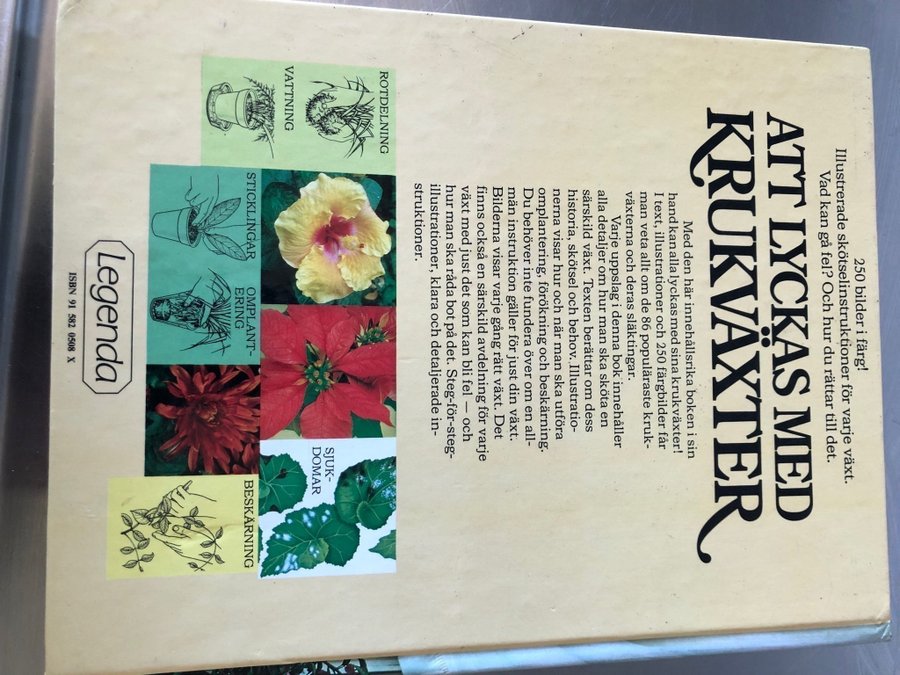 250 bilder i färg!
Illustrerade skötselinstruktioner för varje växt.
Vad kan gå fel? Och hur du rättar till det.
ATT LYCKAS MED
KRUKVÄXTER
Med den här innehållsrika boken i sin
hand kan alla lyckas med sina krukväxter!
I text, illustrationer och 250 färgbilder får
man veta allt om de 86 populäraste kruk-
växterna och deras släktingar.
Varje uppslag i denna bok innehåller
alla detaljer om hur man ska sköta en
särskild växt. Texten berättar om dess
historia, skötsel och behov. Illustratio-
nerna visar hur och när man ska utföra
omplantering, förökning och beskärning.
Du behöver inte fundera över om en all-
män instruktion gäller för just din växt.
Bilderna visar varje gång rätt växt. Det
finns också en särskild avdelning för varje
växt med just det som kan bli fel — och
hur man ska råda bot på det. Steg-för-steg-
illustrationer, klara och detaljerade in-
struktioner.
ROTDELNING
VATTNING
STICKLINGAR
OMPLANT-
ERING
SJUK-
DOMAR
BESKÄRNING
Legenda
ISBN 91 582 0508 X